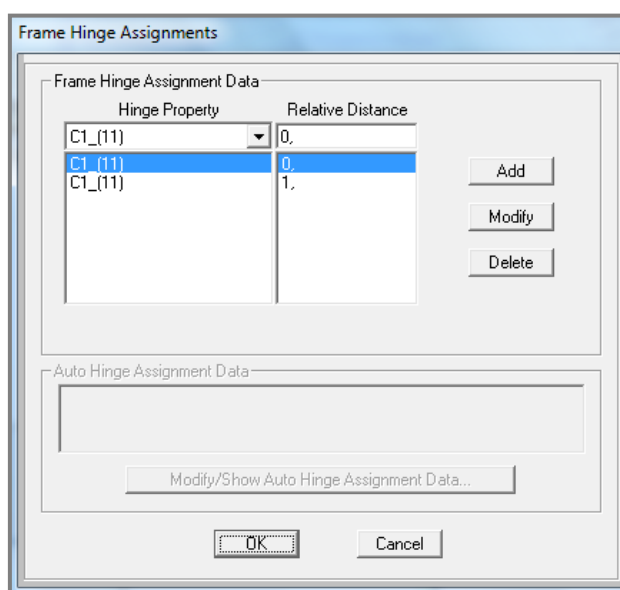 Frame Hinge Assignments
Frame Hinge Assignment Data
Hinge Property Relative Distance
C1_(11) 0,
C1_(11) 0,
C1_(11) 1,
Add
Modify
Delete
Auto Hinge Assignment Data
Modify/Show Auto Hinge Assignment Data...
OK Cancel